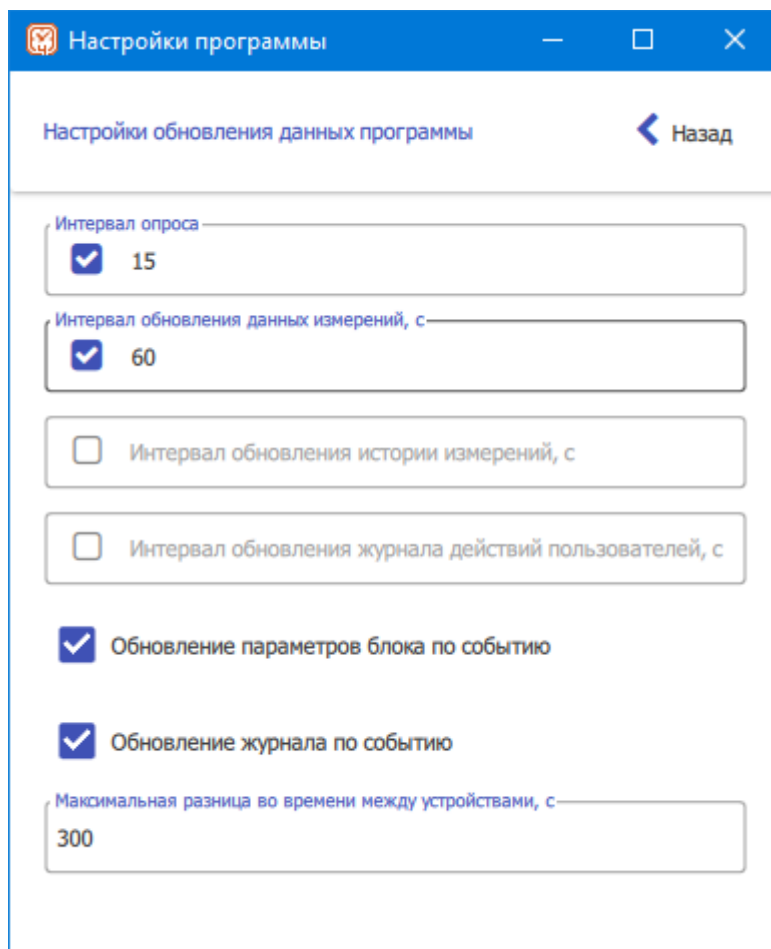 Настройки программы
Настройки обновления данных программы
Назад
Интервал опроса
15
Интервал обновления данных измерений, с
60
Интервал обновления истории измерений, с
Интервал обновления журнала действий пользователей, с
Обновление параметров блока по событию
Обновление журнала по событию
Максимальная разница во времени между устройствами, с
300